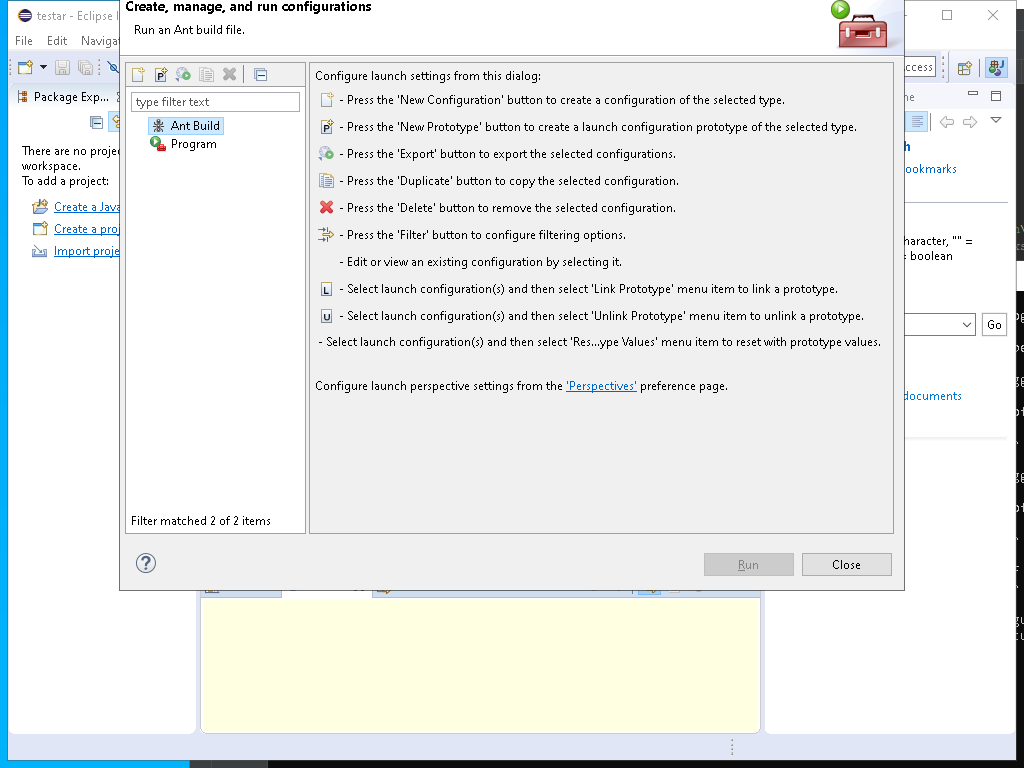 Create, manage, and run configurations
testar - Eclipse I
Run an Ant build file.
File Edit Navigat
Package Exp...
There are no proje
workspace.
To add a project:
Create a Java
Create a proj
Import proje
type filter text
Ant Build
Program
Filter matched 2 of 2 items
Configure launch settings from this dialog:
- Press the 'New Configuration' button to create a configuration of the selected type.
- Press the 'New Prototype' button to create a launch configuration prototype of the selected type.
- Press the 'Export' button to export the selected configurations.
- Press the 'Duplicate' button to copy the selected configuration.
- Press the 'Delete' button to remove the selected configuration.
- Press the 'Filter' button to configure filtering options.
- Edit or view an existing configuration by selecting it.
L - Select launch configuration(s) and then select 'Link Prototype' menu item to link a prototype.
U - Select launch configuration(s) and then select 'Unlink Prototype' menu item to unlink a prototype.
- Select launch configuration(s) and then select 'Res...ype Values' menu item to reset with prototype values.
Configure launch perspective settings from the 'Perspectives' preference page.
Run
Close
ccess
ne
h
ookmarks
haracter, "" =
= boolean
Go
documents